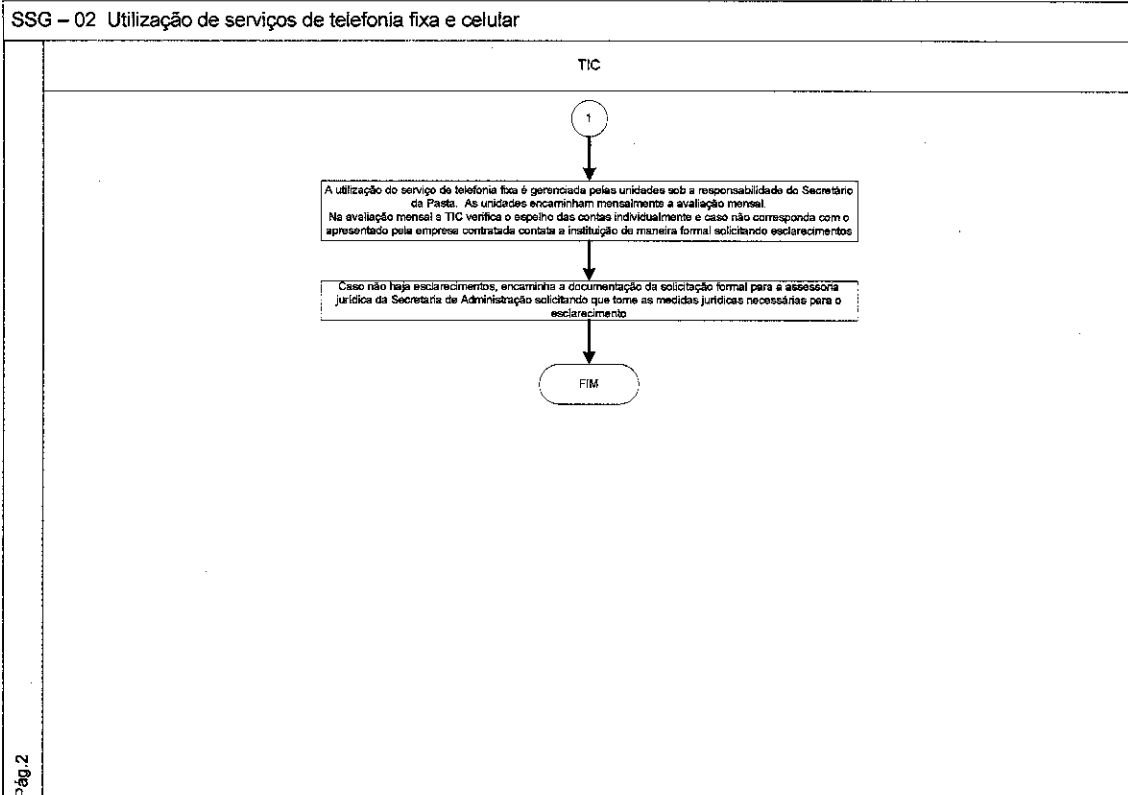 SSG – 02 Utilização de serviços de telefonia fixa e celular
TIC
1
A utilização do serviço de telefonia fixa é gerenciada pelas unidades sob a responsabilidade do Secretário
da Pasta. As unidades encaminham mensalmente a avaliação mensal.
Na avaliação mensal a TIC verifica o espelho das contas individualmente e caso não corresponda com o
apresentado pela empresa contratada contata a instituição de maneira formal solicitando esclarecimentos
Caso não haja esclarecimentos, encaminha a documentação da solicitação formal para a assessoria
jurídica da Secretaria de Administração solicitando que tome as medidas jurídicas necessárias para o
esclarecimento
FIM
Pág.2